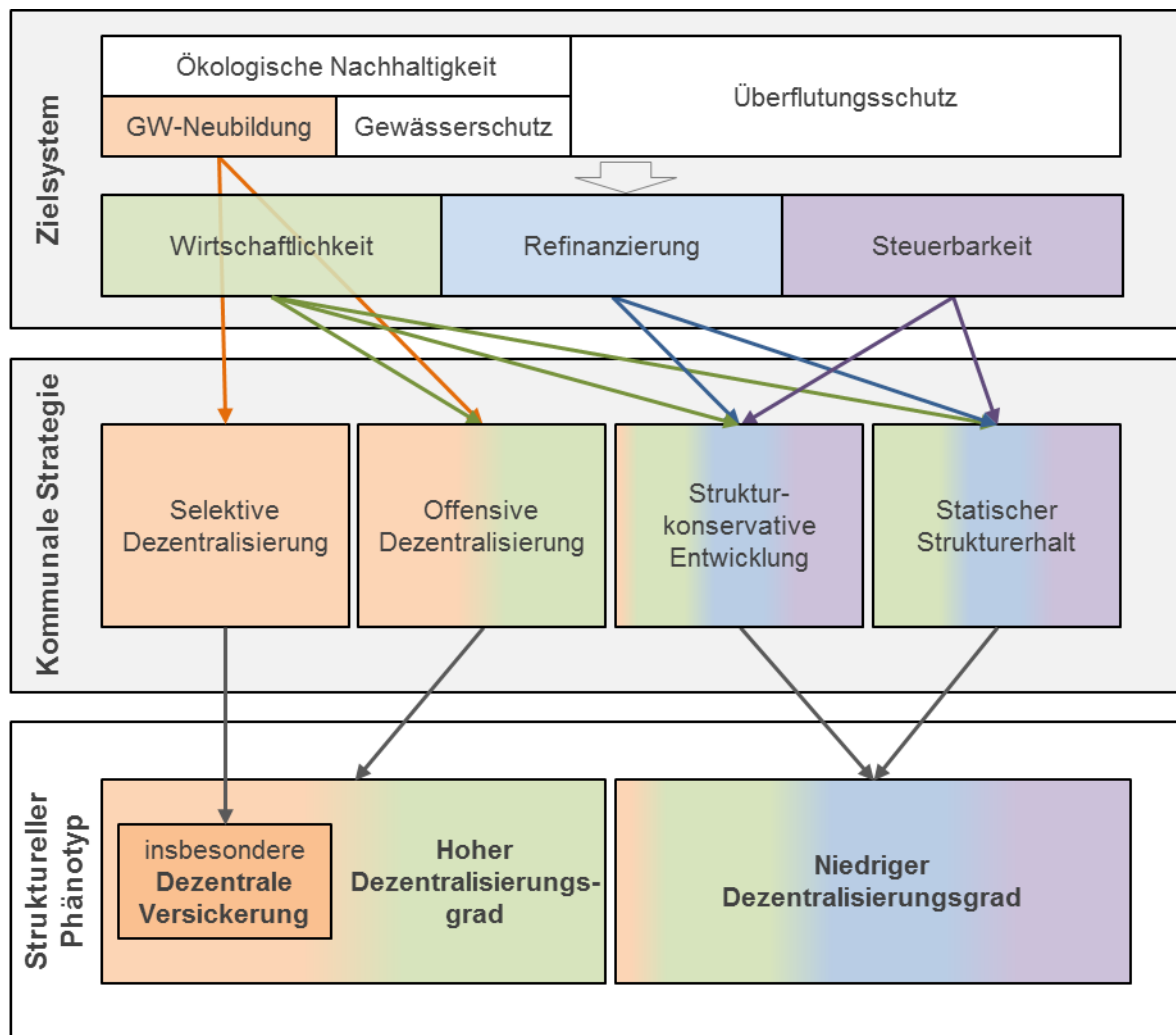 Zielsystem
Ökologische Nachhaltigkeit
Überflutungsschutz
GW-Neubildung
Gewässerschutz
Wirtschaftlichkeit
Refinanzierung
Steuerbarkeit
Kommunale Strategie
Selektive
Dezentralisierung
Offensive
Dezentralisierung
Struktur-
konservative
Entwicklung
Statischer
Strukturerhalt
Struktureller
Phänotyp
insbesondere
Dezentrale
Versickerung
Hoher
Dezentralisierungs-
grad
Niedriger
Dezentralisierungsgrad